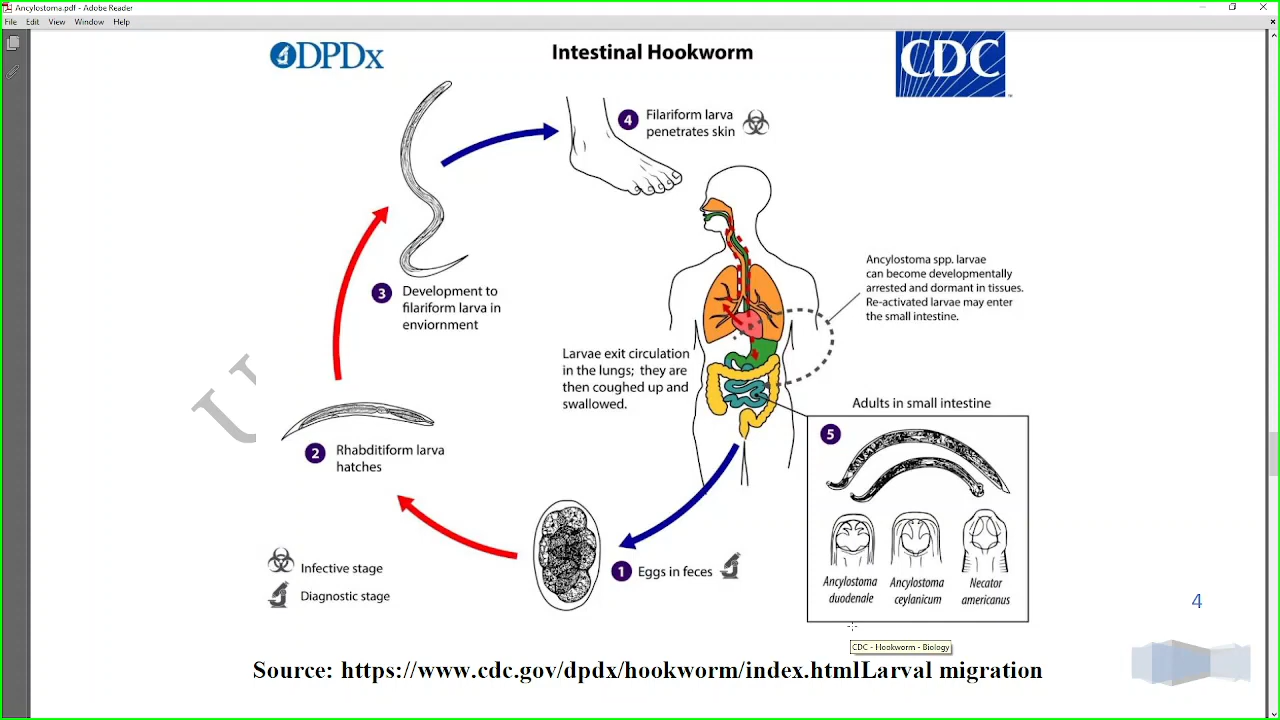 Ancylostoma.pdf - Adobe Reader
File Edit View Window Help
DPDx
Intestinal Hookworm
CDC
4 Filariform larva
penetrates skin
Ancylostoma spp. larvae
can become developmentally
arrested and dormant in tissues.
Re-activated larvae may enter
the small intestine.
3 Development to
filariform larva in
enviornment
Larvae exit circulation
in the lungs; they are
then coughed up and
swallowed.
Adults in small intestine
5
2 Rhabditiform larva
hatches
Ancylostoma
duodenale
Ancylostoma
ceylanicum
Necator
americanus
1 Eggs in feces
Infective stage
Diagnostic stage
4
CDC - Hookworm - Biology
Source: https://www.cdc.gov/dpdx/hookworm/index.htmlLarval migration